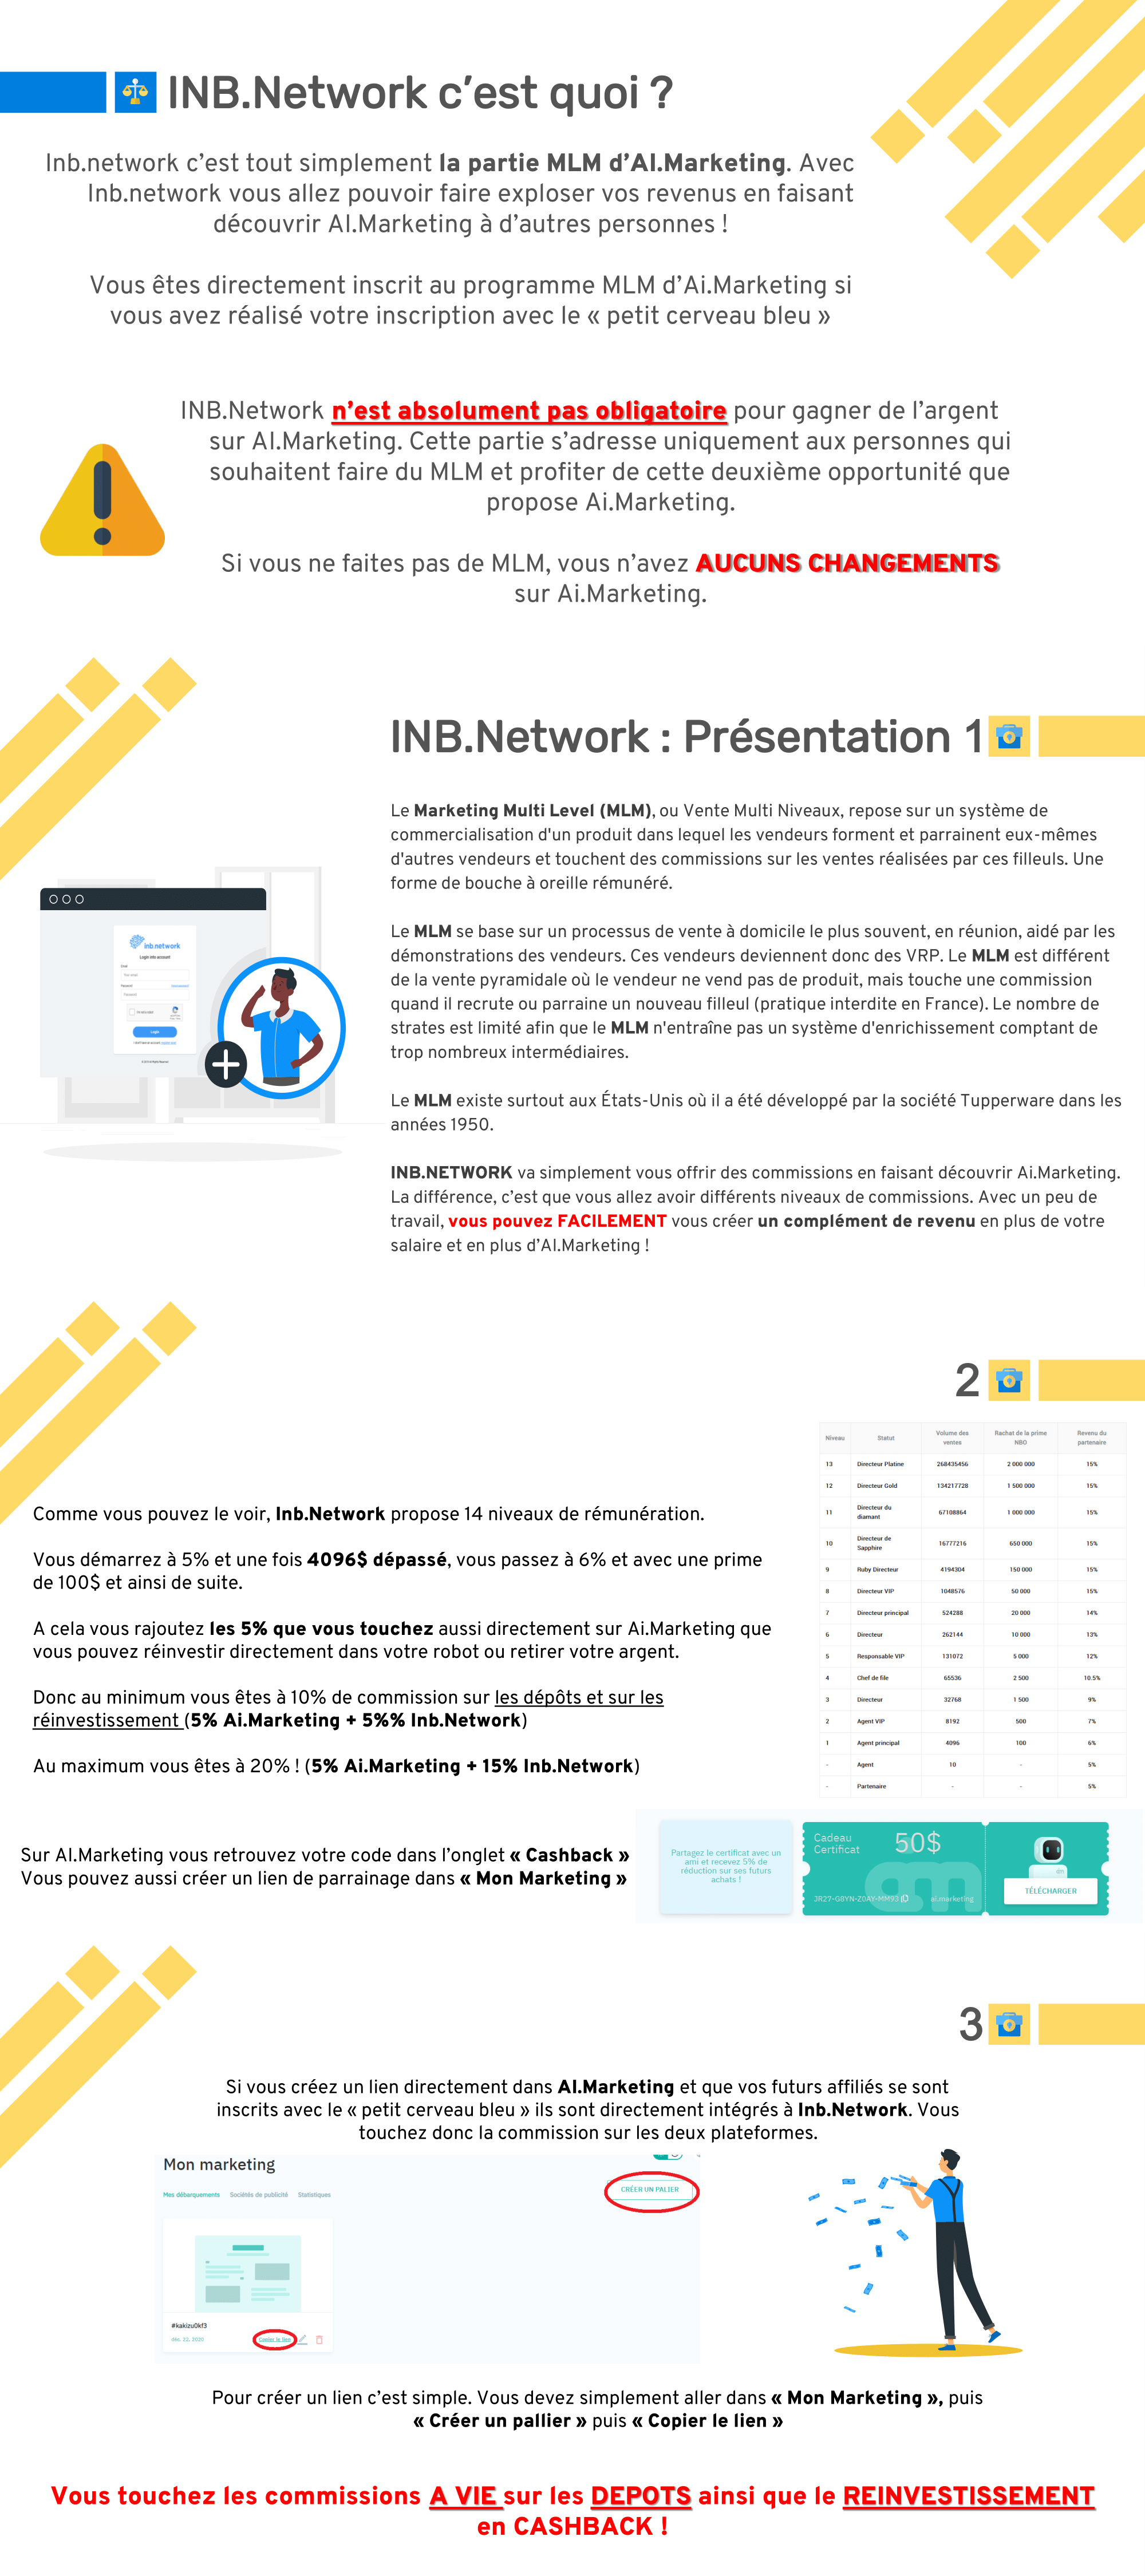 INB.Network c’est quoi ?
Inb.network c’est tout simplement la partie MLM d’AI.Marketing. Avec
Inb.network vous allez pouvoir faire exploser vos revenus en faisant
découvrir AI.Marketing à d’autres personnes !
Vous êtes directement inscrit au programme MLM d’Ai.Marketing si
vous avez réalisé votre inscription avec le « petit cerveau bleu »
INB.Network n’est absolument pas obligatoire pour gagner de l’argent
sur AI.Marketing. Cette partie s’adresse uniquement aux personnes qui
souhaitent faire du MLM et profiter de cette deuxième opportunité que
propose Ai.Marketing.
Si vous ne faites pas de MLM, vous n’avez AUCUNS CHANGEMENTS
sur Ai.Marketing.
INB.Network : Présentation 1
Le Marketing Multi Level (MLM), ou Vente Multi Niveaux, repose sur un système de
commercialisation d'un produit dans lequel les vendeurs forment et parrainent eux-mêmes
d'autres vendeurs et touchent des commissions sur les ventes réalisées par ces filleuls. Une
forme de bouche à oreille rémunéré.
Le MLM se base sur un processus de vente à domicile le plus souvent, en réunion, aidé par les
démonstrations des vendeurs. Ces vendeurs deviennent donc des VRP. Le MLM est différent
de la vente pyramidale où le vendeur ne vend pas de produit, mais touche une commission
quand il recrute ou parraine un nouveau filleul (pratique interdite en France). Le nombre de
strates est limité afin que le MLM n'entraîne pas un système d'enrichissement comptant de
trop nombreux intermédiaires.
Le MLM existe surtout aux États-Unis où il a été développé par la société Tupperware dans les
années 1950.
INB.NETWORK va simplement vous offrir des commissions en faisant découvrir Ai.Marketing.
La différence, c’est que vous allez avoir différents niveaux de commissions. Avec un peu de
travail, vous pouvez FACILEMENT vous créer un complément de revenu en plus de votre
salaire et en plus d’AI.Marketing !
inb.network
Login into account
Email
Your email
Password
Password
Login
2
Niveau Statut Volume des ventes Rachat de la prime NBO Revenu du partenaire
13 Directeur Platine 268435456 2 000 000 15%
12 Directeur Gold 134217728 1 500 000 15%
11 Directeur du diamant 67108864 1 000 000 15%
10 Directeur de Sapphire 16777216 650 000 15%
9 Ruby Directeur 4194304 150 000 15%
8 Directeur VIP 1048576 50 000 15%
7 Directeur principal 524288 20 000 14%
6 Directeur 262144 10 000 13%
5 Responsable VIP 131072 5 000 12%
4 Chef de file 65536 2 500 10.5%
3 Directeur 32768 1 500 9%
2 Agent VIP 8192 500 7%
1 Agent principal 4096 100 6%
- Agent 10 - 5%
- Partenaire - - 5%
Comme vous pouvez le voir, Inb.Network propose 14 niveaux de rémunération.
Vous démarrez à 5% et une fois 4096$ dépassé, vous passez à 6% et avec une prime
de 100$ et ainsi de suite.
A cela vous rajoutez les 5% que vous touchez aussi directement sur Ai.Marketing que
vous pouvez réinvestir directement dans votre robot ou retirer votre argent.
Donc au minimum vous êtes à 10% de commission sur les dépôts et sur les
réinvestissement (5% Ai.Marketing + 5%% Inb.Network)
Au maximum vous êtes à 20% ! (5% Ai.Marketing + 15% Inb.Network)
Sur AI.Marketing vous retrouvez votre code dans l’onglet « Cashback »
Vous pouvez aussi créer un lien de parrainage dans « Mon Marketing »
Partagez le certificat avec un
ami et recevez 5% de
réduction sur ses futurs
achats !
Cadeau
Certificat
50$
JR27-G8YN-Z0AY-MM9J
ai.marketing
TÉLÉCHARGER
3
Si vous créez un lien directement dans AI.Marketing et que vos futurs affiliés se sont
inscrits avec le « petit cerveau bleu » ils sont directement intégrés à Inb.Network. Vous
touchez donc la commission sur les deux plateformes.
Mon marketing
CRÉER UN PALIER
Mes débarquements Sociétés de publicité Statistiques
#kakizu0kf3
déc. 22, 2020
Copier le lien
Pour créer un lien c’est simple. Vous devez simplement aller dans « Mon Marketing », puis
« Créer un pallier » puis « Copier le lien »
Vous touchez les commissions A VIE sur les DEPOTS ainsi que le REINVESTISSEMENT
en CASHBACK !